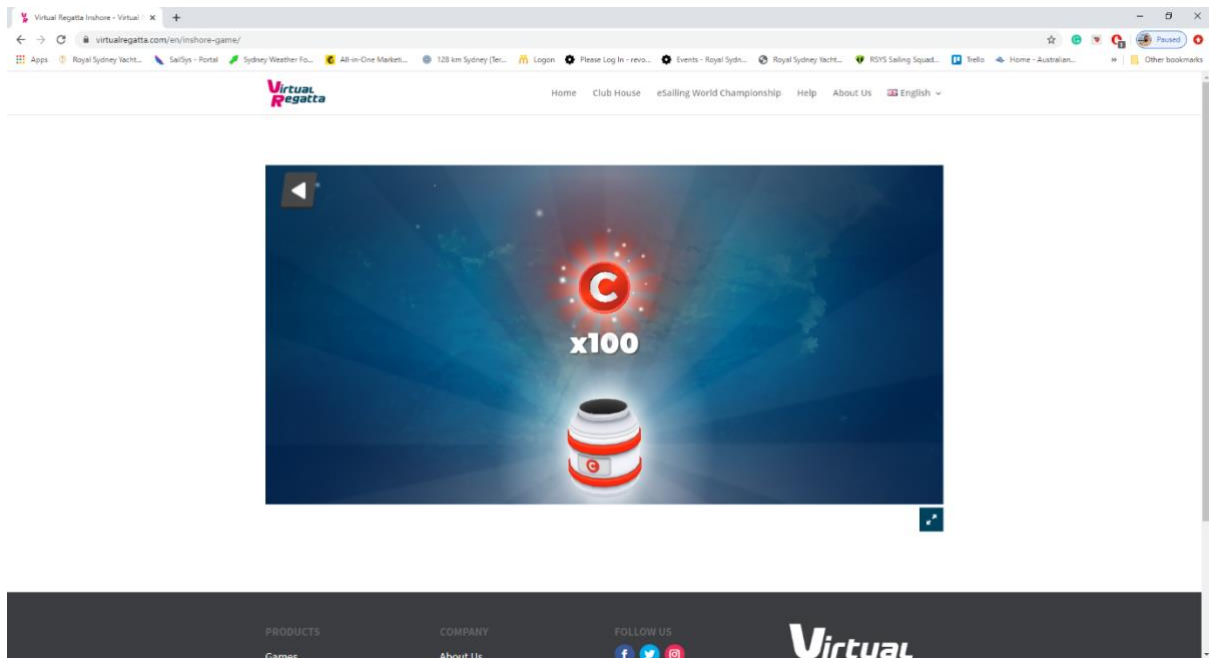 Virtual Regatta Inshore - Virtual
virtualregatta.com/en/inshore-game/
Paused
Apps Royal Sydney Yacht... SailSys - Portal Sydney Weather Fo... All-in-One Marketi... 128 km Sydney (Ter... Logon Please Log In - revo... Events - Royal Sydn... Royal Sydney Yacht... RSYS Sailing Squad... Trello Home - Australian... Other bookmarks
Virtual
Regatta
Home Club House eSailing World Championship Help About Us English
C
x100
C
PRODUCTS COMPANY FOLLOW US
Games About Us
Virtual